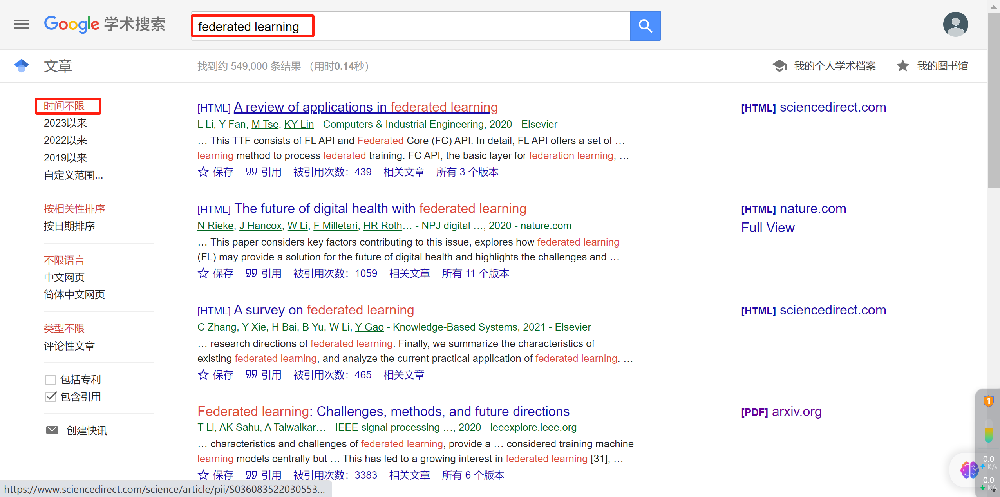 Google 学术搜索
federated learning
文章
找到约 549,000 条结果 （用时0.14秒）
我的个人学术档案
我的图书馆
时间不限
2023以来
2022以来
2019以来
自定义范围...
按相关性排序
按日期排序
不限语言
中文网页
简体中文网页
类型不限
评论性文章
包括专利
包含引用
创建快讯
[HTML] A review of applications in federated learning
L Li, Y Fan, M Tse, KY Lin - Computers & Industrial Engineering, 2020 - Elsevier
… This TTF consists of FL API and Federated Core (FC) API. In detail, FL API offers a set of …
learning method to process federated training. FC API, the basic layer for federation learning, …
保存 引用 被引用次数：439 相关文章 所有 3 个版本
[HTML] sciencedirect.com
[HTML] The future of digital health with federated learning
N Rieke, J Hancox, W Li, F Milletari, HR Roth… - NPJ digital …, 2020 - nature.com
… This paper considers key factors contributing to this issue, explores how federated learning
(FL) may provide a solution for the future of digital health and highlights the challenges and …
保存 引用 被引用次数：1059 相关文章 所有 11 个版本
[HTML] nature.com
Full View
[HTML] A survey on federated learning
C Zhang, Y Xie, H Bai, B Yu, W Li, Y Gao - Knowledge-Based Systems, 2021 - Elsevier
… research directions of federated learning. Finally, we summarize the characteristics of
existing federated learning, and analyze the current practical application of federated learning. …
保存 引用 被引用次数：465 相关文章
[HTML] sciencedirect.com
Federated learning: Challenges, methods, and future directions
T Li, AK Sahu, A Talwalkar… - IEEE signal processing …, 2020 - ieeexplore.ieee.org
… characteristics and challenges of federated learning, provide a … considered training machine
learning models centrally but … This has led to a growing interest in federated learning [31], …
保存 引用 被引用次数：3383 相关文章 所有 6 个版本
[PDF] arxiv.org
https://www.sciencedirect.com/science/article/pii/S036083522030553...
1
0.0
K/s
0.0
K/s